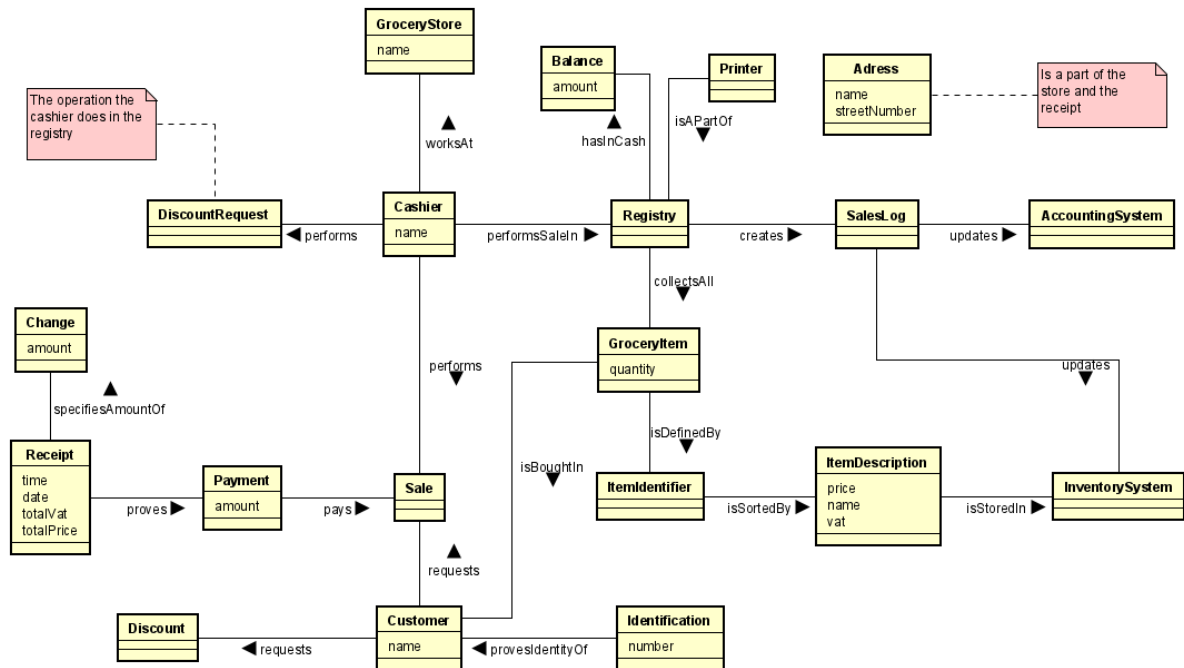 GroceryStore
name
Balance
amount
Printer
Adress
name
streetNumber
Is a part of the
store and the
receipt
The operation the
cashier does in the
registry
worksAt
hasInCash
isAPartOf
DiscountRequest
performs
Cashier
name
performsSaleIn
Registry
creates
SalesLog
updates
AccountingSystem
collectsAll
Change
amount
specifiesAmountOf
performs
GroceryItem
quantity
updates
isDefinedBy
isBoughtIn
Receipt
time
date
totalVat
totalPrice
proves
Payment
amount
pays
Sale
ItemIdentifier
isSortedBy
ItemDescription
price
name
vat
isStoredIn
InventorySystem
requests
Discount
requests
Customer
name
provesIdentityOf
Identification
number